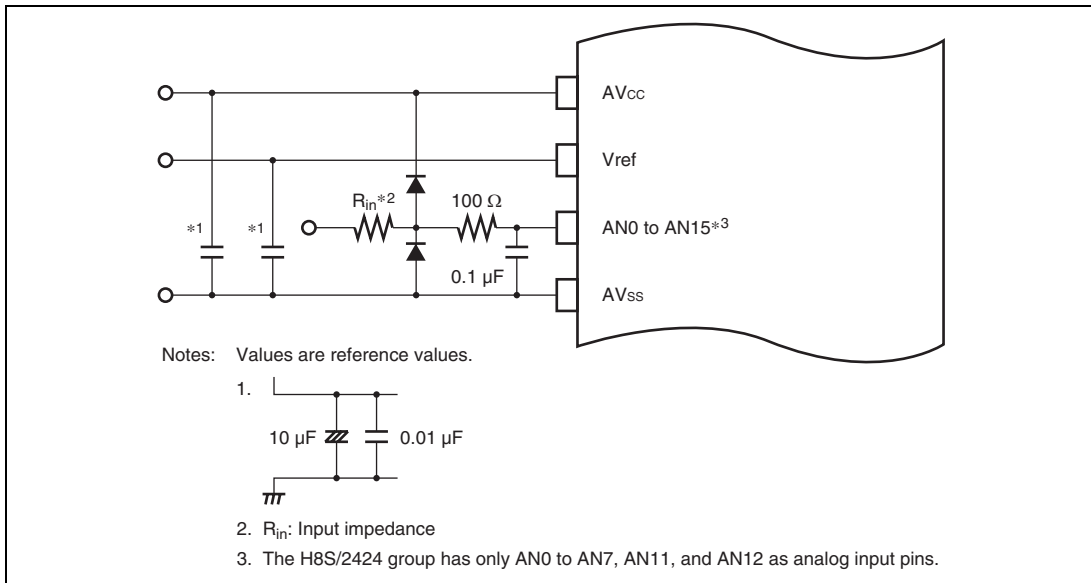 AVCC
Vref
Rin*2
100 Ω
*1
*1
AN0 to AN15*3
0.1 µF
AVSS
Notes: Values are reference values.
1.
10 µF
0.01 µF
2. Rin: Input impedance
3. The H8S/2424 group has only AN0 to AN7, AN11, and AN12 as analog input pins.